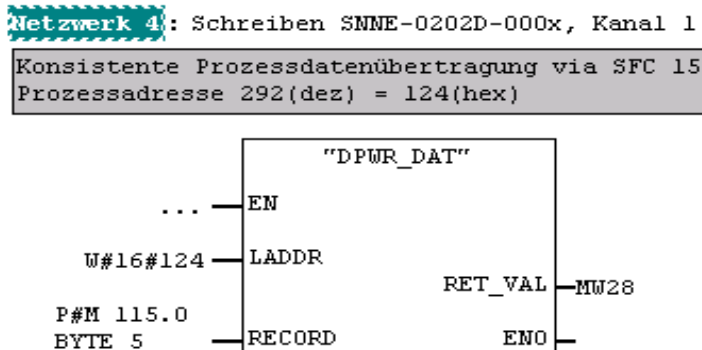 Netzwerk 4: Schreiben SNNE-0202D-000x, Kanal 1
Konsistente Prozessdatenübertragung via SFC 15
Prozessadresse 292(dez) = 124(hex)
"DPWR_DAT"
... EN
W#16#124 LADDR
RET_VAL MW28
P#M 115.0
BYTE 5 RECORD ENO